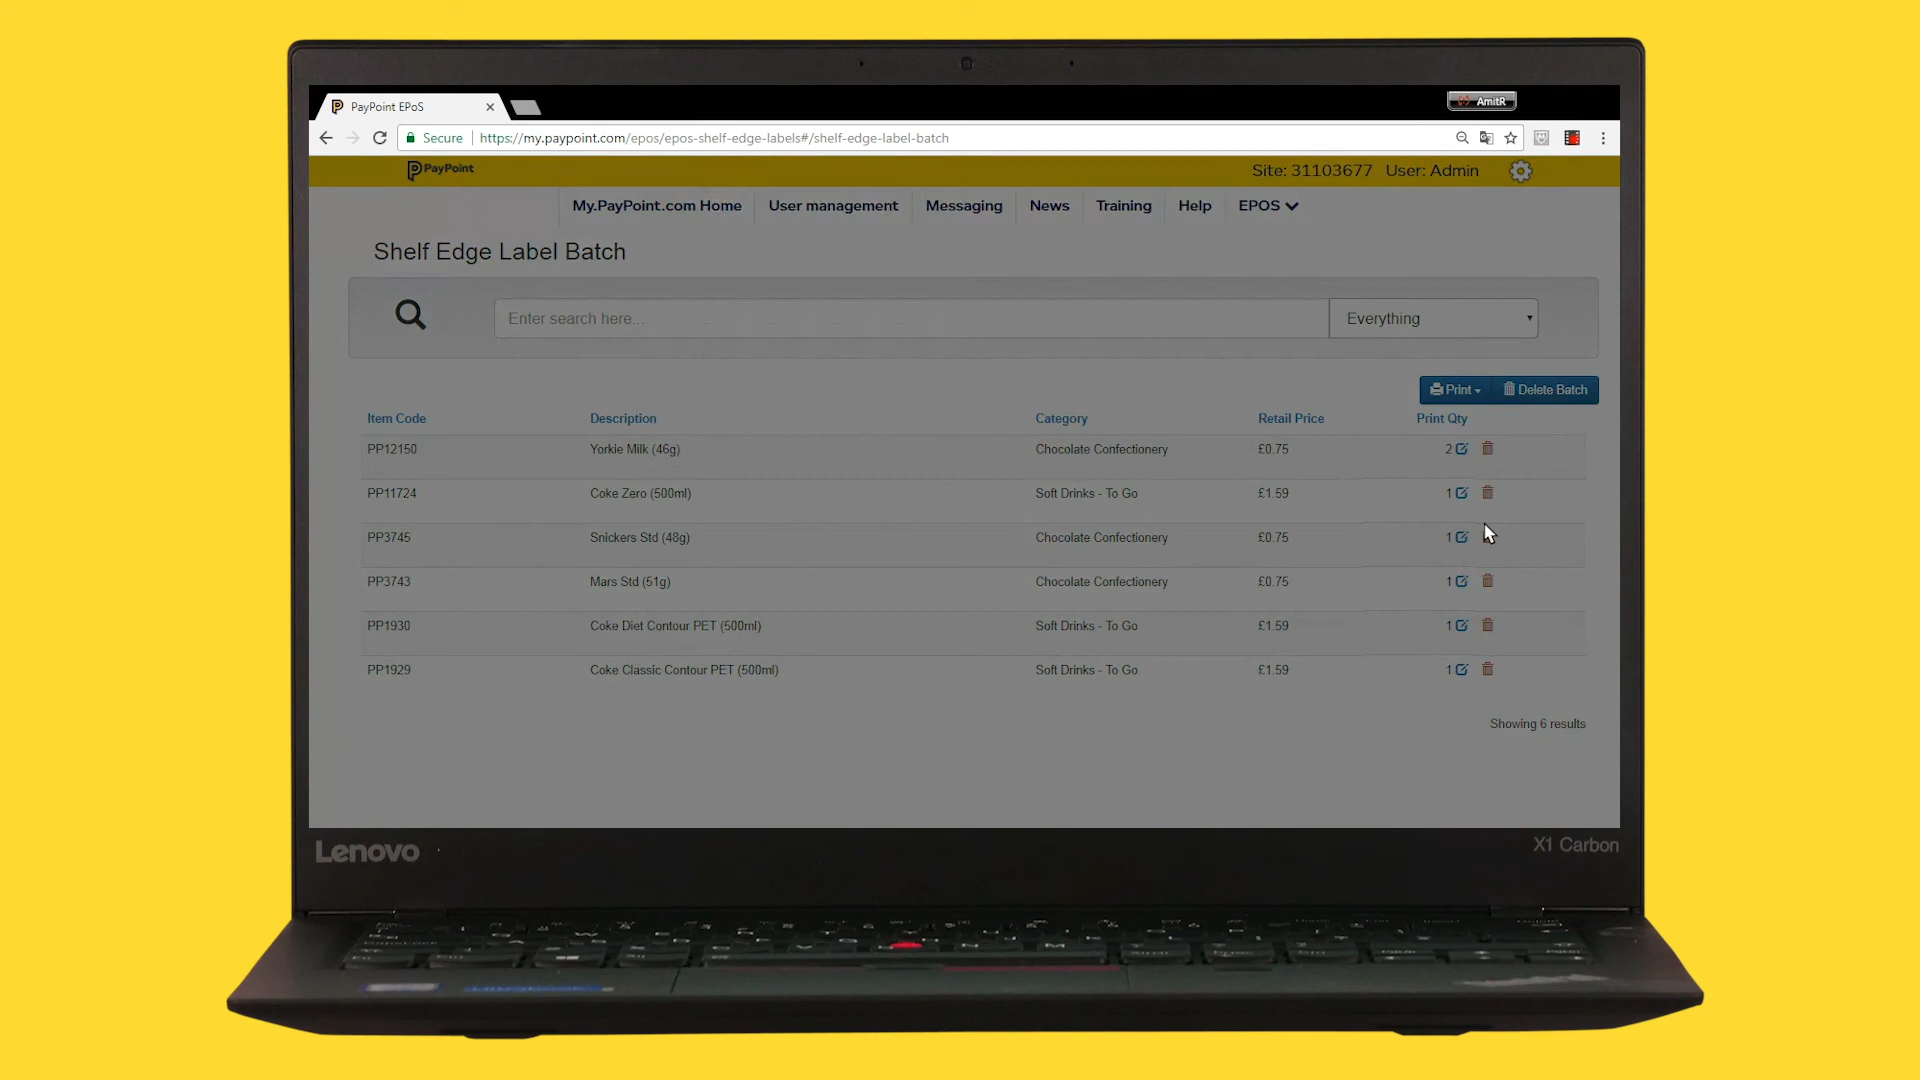 PayPoint EPoS
AmitR
Secure https://my.paypoint.com/epos/epos-shelf-edge-labels#/shelf-edge-label-batch
PayPoint
Site: 31103677 User: Admin
My.PayPoint.com Home User management Messaging News Training Help EPOS
Shelf Edge Label Batch
Enter search here... Everything
Print Delete Batch
Item Code Description Category Retail Price Print Qty
PP12150 Yorkie Milk (46g) Chocolate Confectionery £0.75 2
PP11724 Coke Zero (500ml) Soft Drinks - To Go £1.59 1
PP3745 Snickers Std (48g) Chocolate Confectionery £0.75 1
PP3743 Mars Std (51g) Chocolate Confectionery £0.75 1
PP1930 Coke Diet Contour PET (500ml) Soft Drinks - To Go £1.59 1
PP1929 Coke Classic Contour PET (500ml) Soft Drinks - To Go £1.59 1
Showing 6 results
Lenovo
X1 Carbon